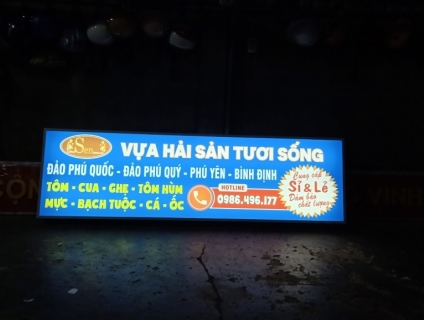 Sen
VỰA HẢI SẢN TƯƠI SỐNG
ĐẢO PHÚ QUỐC - ĐẢO PHÚ QUÝ - PHÚ YÊN - BÌNH ĐỊNH
TÔM - CUA - GHẸ - TÔM HÙM
MỰC - BẠCH TUỘC - CÁ - ỐC
HOTLINE
0986.496.177
Cung cấp
Sỉ & Lẻ
Đảm bảo
chất lượng